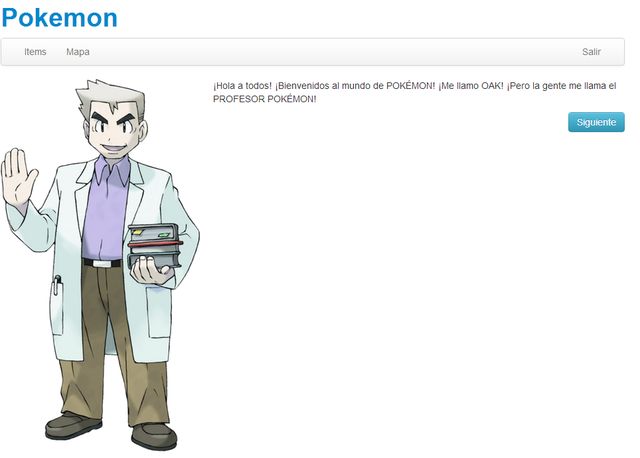 Pokemon
Items Mapa Salir
¡Hola a todos! ¡Bienvenidos al mundo de POKÉMON! ¡Me llamo OAK! ¡Pero la gente me llama el
PROFESOR POKÉMON!
Siguiente